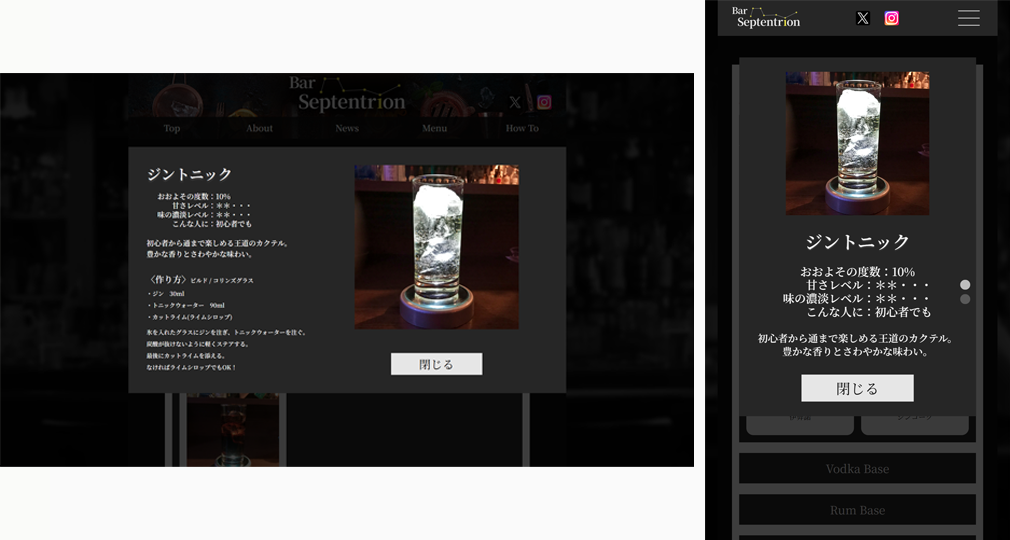 Bar
Septentrion
Top
About
News
Menu
How To
ジントニック
おおよその度数：10%
甘さレベル：＊＊・・・
味の濃淡レベル：＊＊・・・
こんな人に：初心者でも
初心者から通まで楽しめる王道のカクテル。
豊かな香りとさわやかな味わい。
〈作り方〉ビルド / コリンズグラス
・ジン　30ml
・トニックウォーター　90ml
・カットライム(ライムシロップ)
氷を入れたグラスにジンを注ぎ、トニックウォーターを注ぐ。
炭酸が抜けないように軽くステアする。
最後にカットライムを添える。
なければライムシロップでもOK！
閉じる
Bar
Septentrion
ジントニック
おおよその度数：10%
甘さレベル：＊＊・・・
味の濃淡レベル：＊＊・・・
こんな人に：初心者でも
初心者から通まで楽しめる王道のカクテル。
豊かな香りとさわやかな味わい。
閉じる
Vodka Base
Rum Base